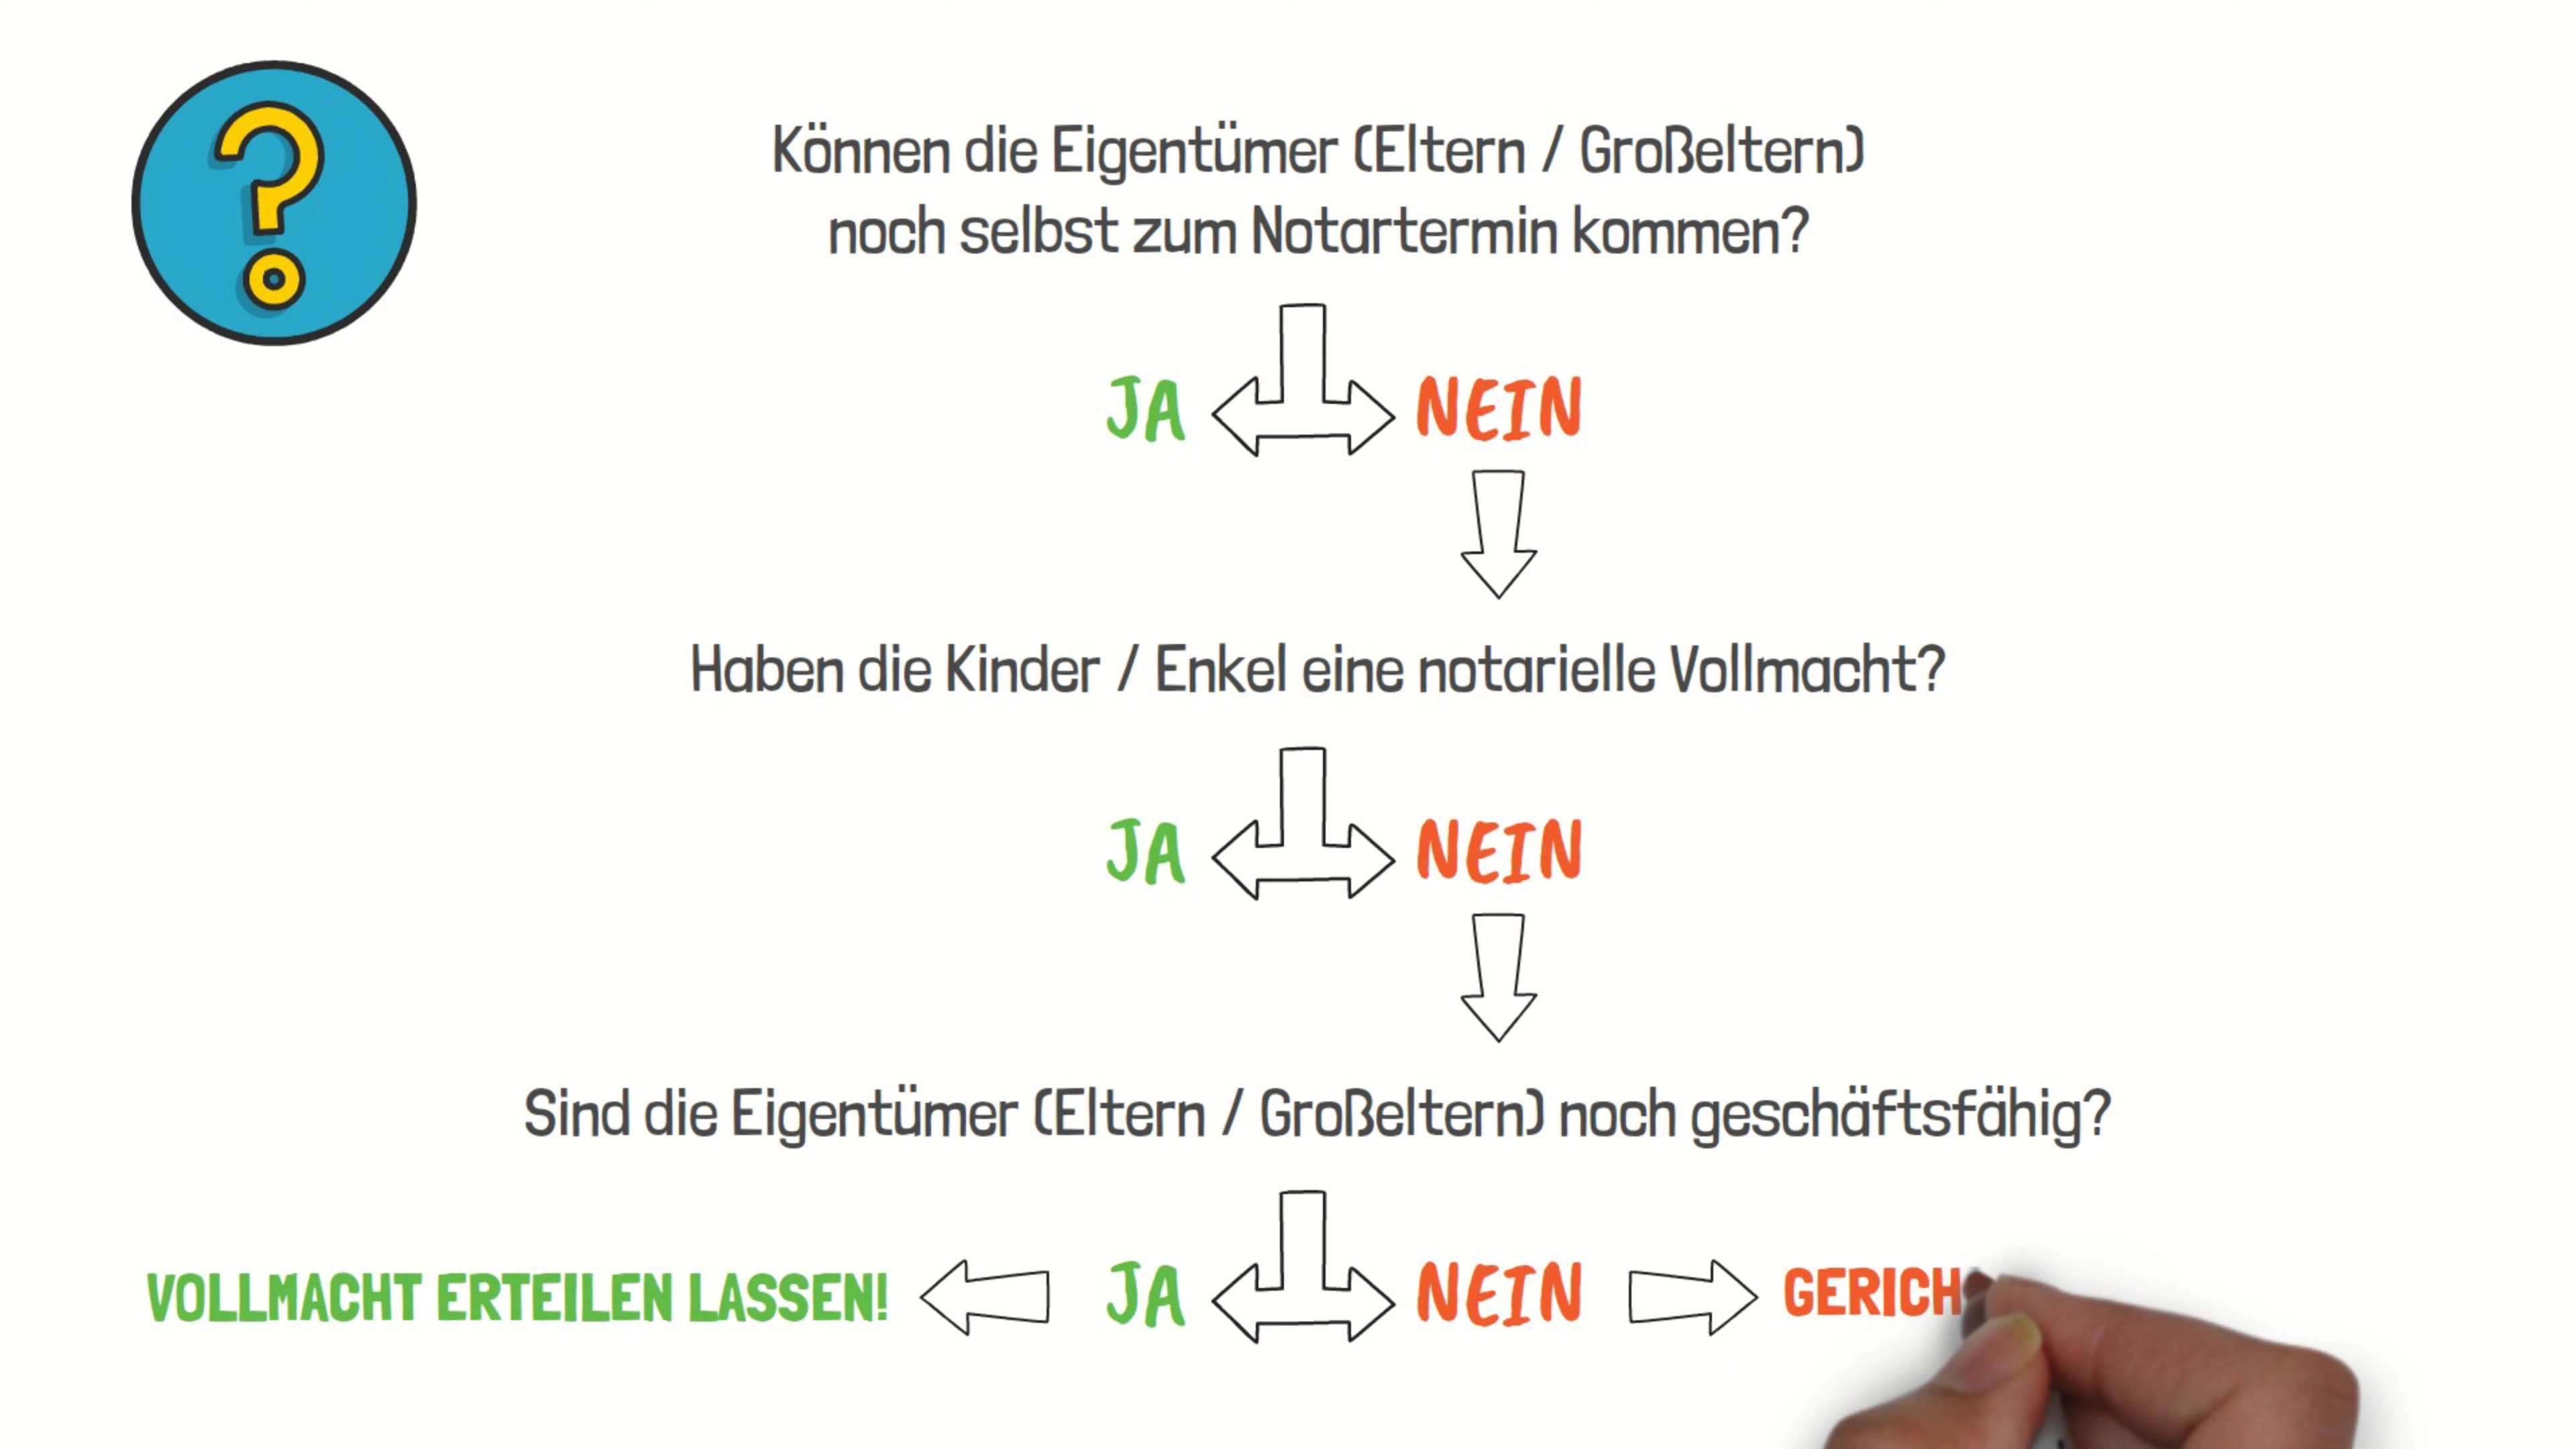 Können die Eigentümer (Eltern / Großeltern)
noch selbst zum Notartermin kommen?
JA NEIN
Haben die Kinder / Enkel eine notarielle Vollmacht?
JA NEIN
Sind die Eigentümer (Eltern / Großeltern) noch geschäftsfähig?
VOLLMACHT ERTEILEN LASSEN! JA NEIN